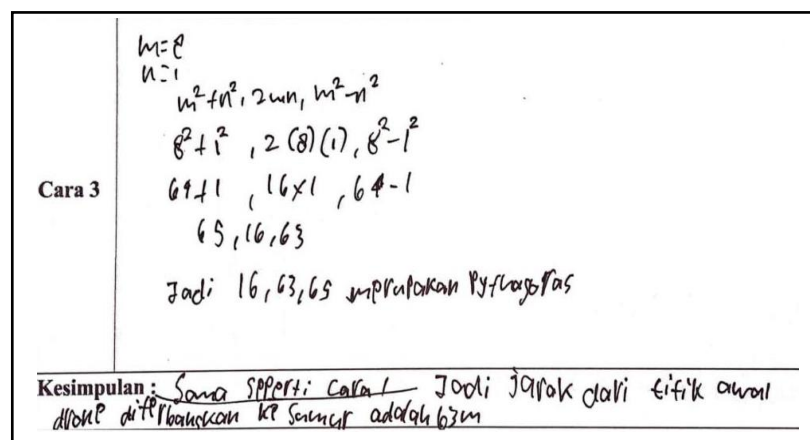 m=8
n=1
m²+n², 2mn, m²-n²
8²+1², 2(8)(1), 8²-1²
Cara 3
64+1, 16×1, 64-1
65, 16, 63
Jadi 16, 63, 65 merupakan Pythagoras
Kesimpulan : Sama seperti cara 1 Jadi jarak dari titik awal
drone diterbangkan ke sumur adalah 63m